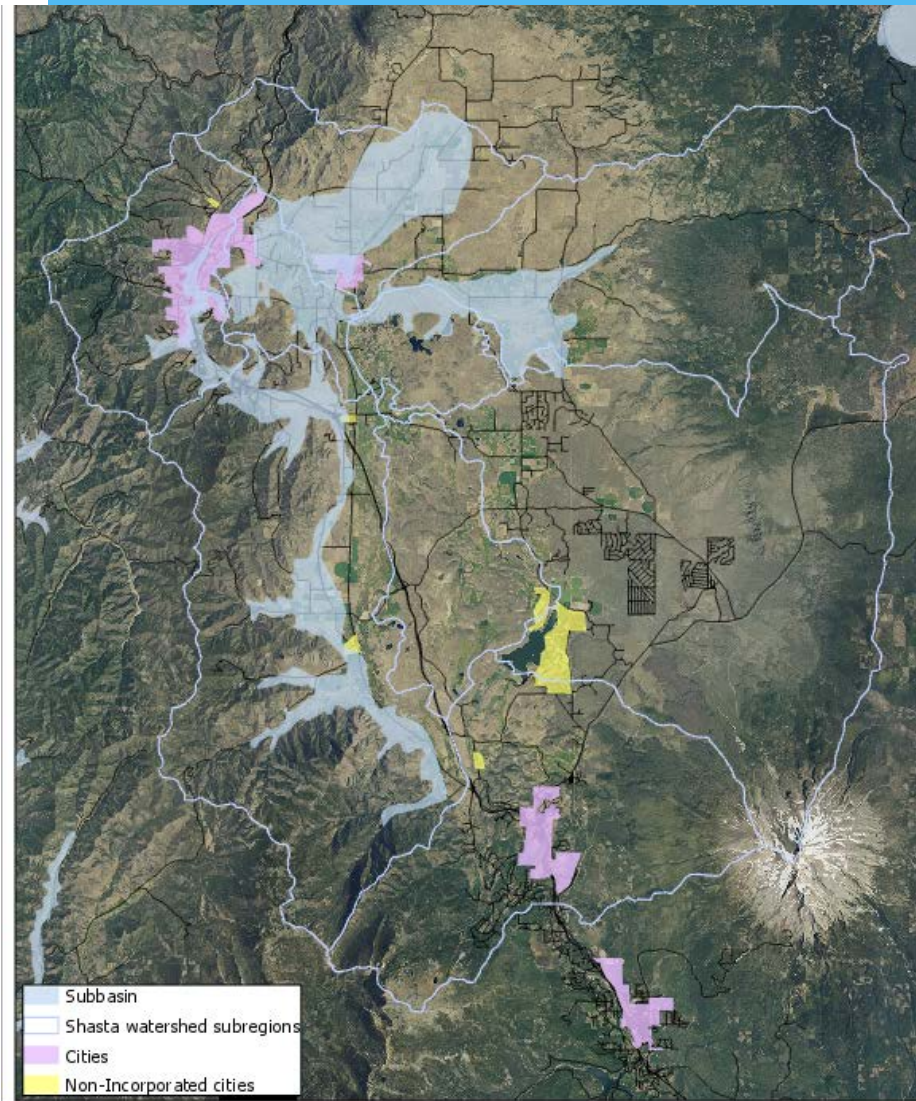 Subbasin
Shasta watershed subregions
Cities
Non-Incorporated cities